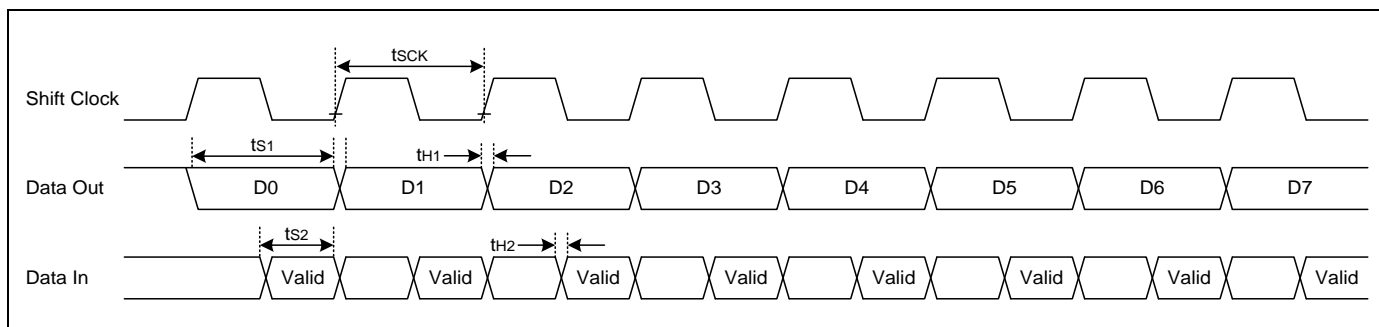 tSCK
Shift Clock
tS1
tH1
Data Out D0 D1 D2 D3 D4 D5 D6 D7
tS2
tH2
Data In Valid Valid Valid Valid Valid Valid Valid Valid